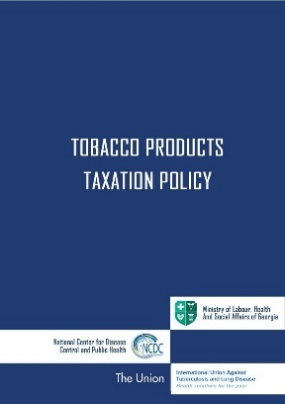 TOBACCO PRODUCTS
TAXATION POLICY
Ministry of Labour, Health
And Social Affairs of Georgia
National Center for Disease
Control and Public Health
NCDC
The Union
International Union Against
Tuberculosis and Lung Disease
Health solutions for the poor